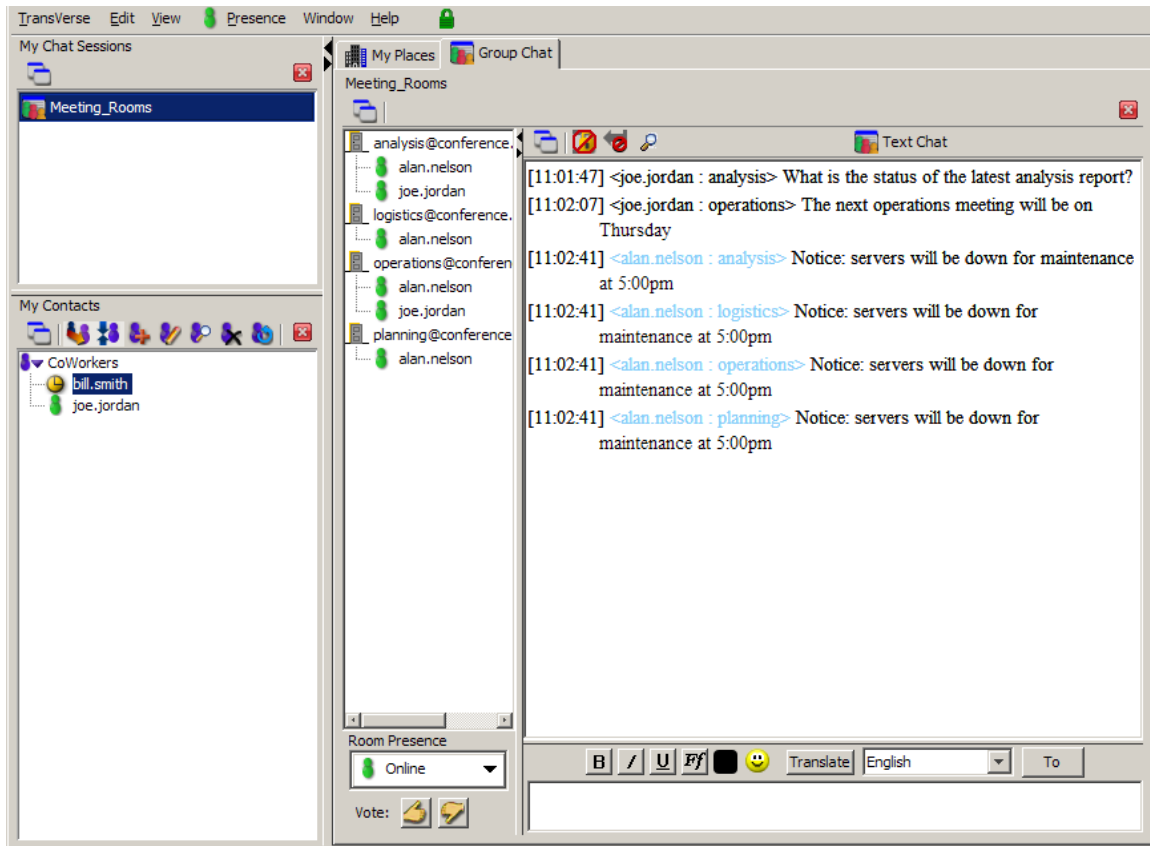 TransVerse Edit View Presence Window Help
My Chat Sessions
Meeting_Rooms
My Contacts
CoWorkers
bill.smith
joe.jordan
My Places Group Chat
Meeting_Rooms
analysis@conference.
alan.nelson
joe.jordan
logistics@conference.
alan.nelson
operations@conferen
alan.nelson
joe.jordan
planning@conference
alan.nelson
Room Presence
Online
Vote:
Text Chat
[11:01:47] <joe.jordan : analysis> What is the status of the latest analysis report?
[11:02:07] <joe.jordan : operations> The next operations meeting will be on
Thursday
[11:02:41] <alan.nelson : analysis> Notice: servers will be down for maintenance
at 5:00pm
[11:02:41] <alan.nelson : logistics> Notice: servers will be down for
maintenance at 5:00pm
[11:02:41] <alan.nelson : operations> Notice: servers will be down for
maintenance at 5:00pm
[11:02:41] <alan.nelson : planning> Notice: servers will be down for
maintenance at 5:00pm
B I U Ff Translate English To